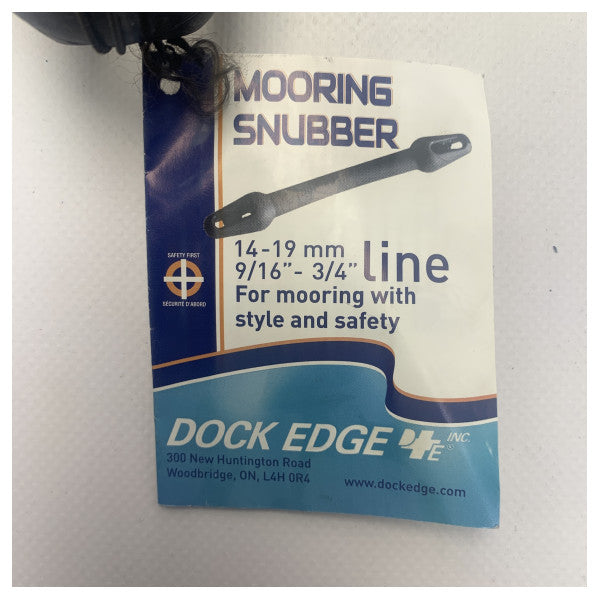 MOORING
SNUBBER
14-19 mm
9/16”- 3/4” line
For mooring with
style and safety
SAFETY FIRST
SÉCURITÉ D'ABORD
DOCK EDGE DE INC.
®
300 New Huntington Road
Woodbridge, ON, L4H 0R4
www.dockedge.com